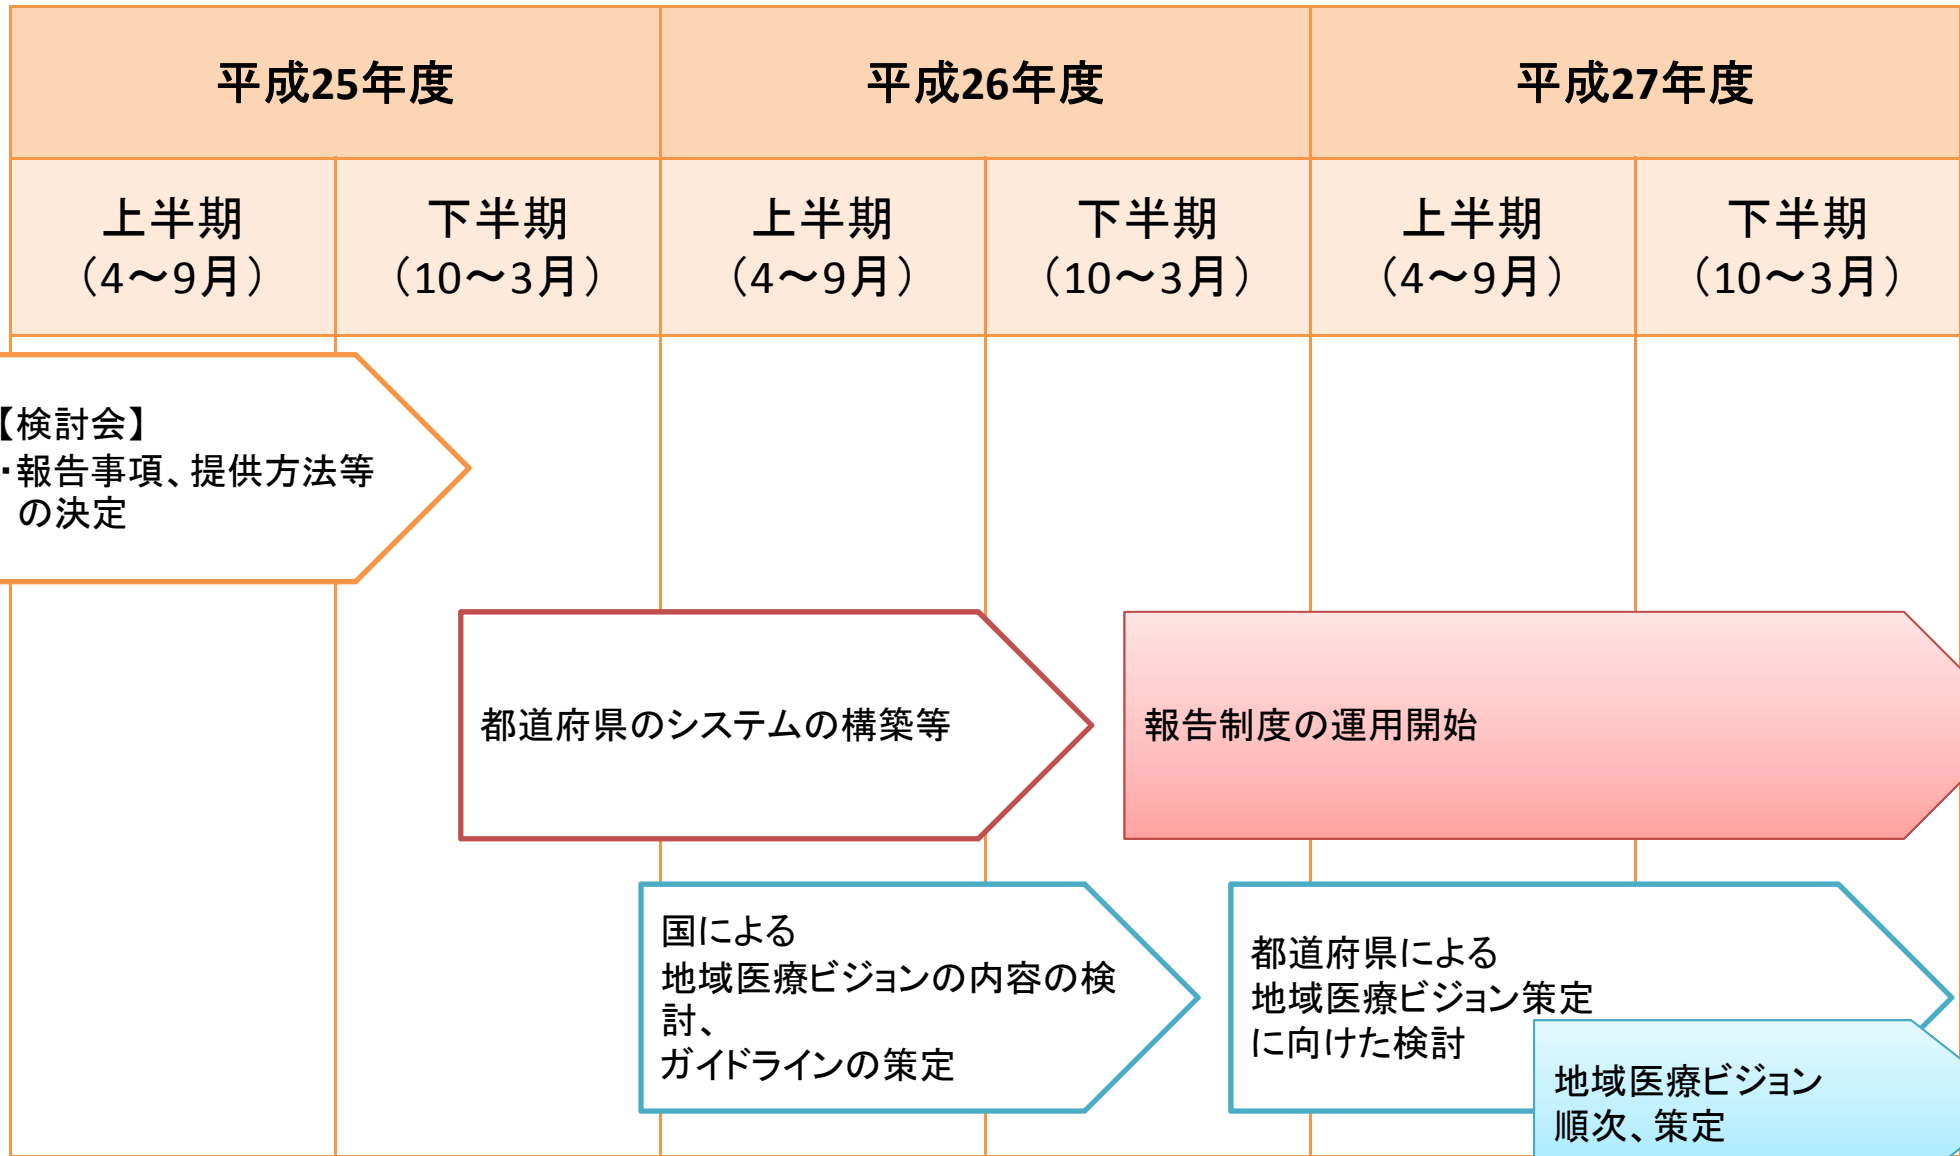 平成25年度
平成26年度
平成27年度
上半期
（4～9月）
下半期
（10～3月）
上半期
（4～9月）
下半期
（10～3月）
上半期
（4～9月）
下半期
（10～3月）
【検討会】
・報告事項、提供方法等
の決定
都道府県のシステムの構築等
報告制度の運用開始
国による
地域医療ビジョンの内容の検
討、
ガイドラインの策定
都道府県による
地域医療ビジョン策定
に向けた検討
地域医療ビジョン
順次、策定